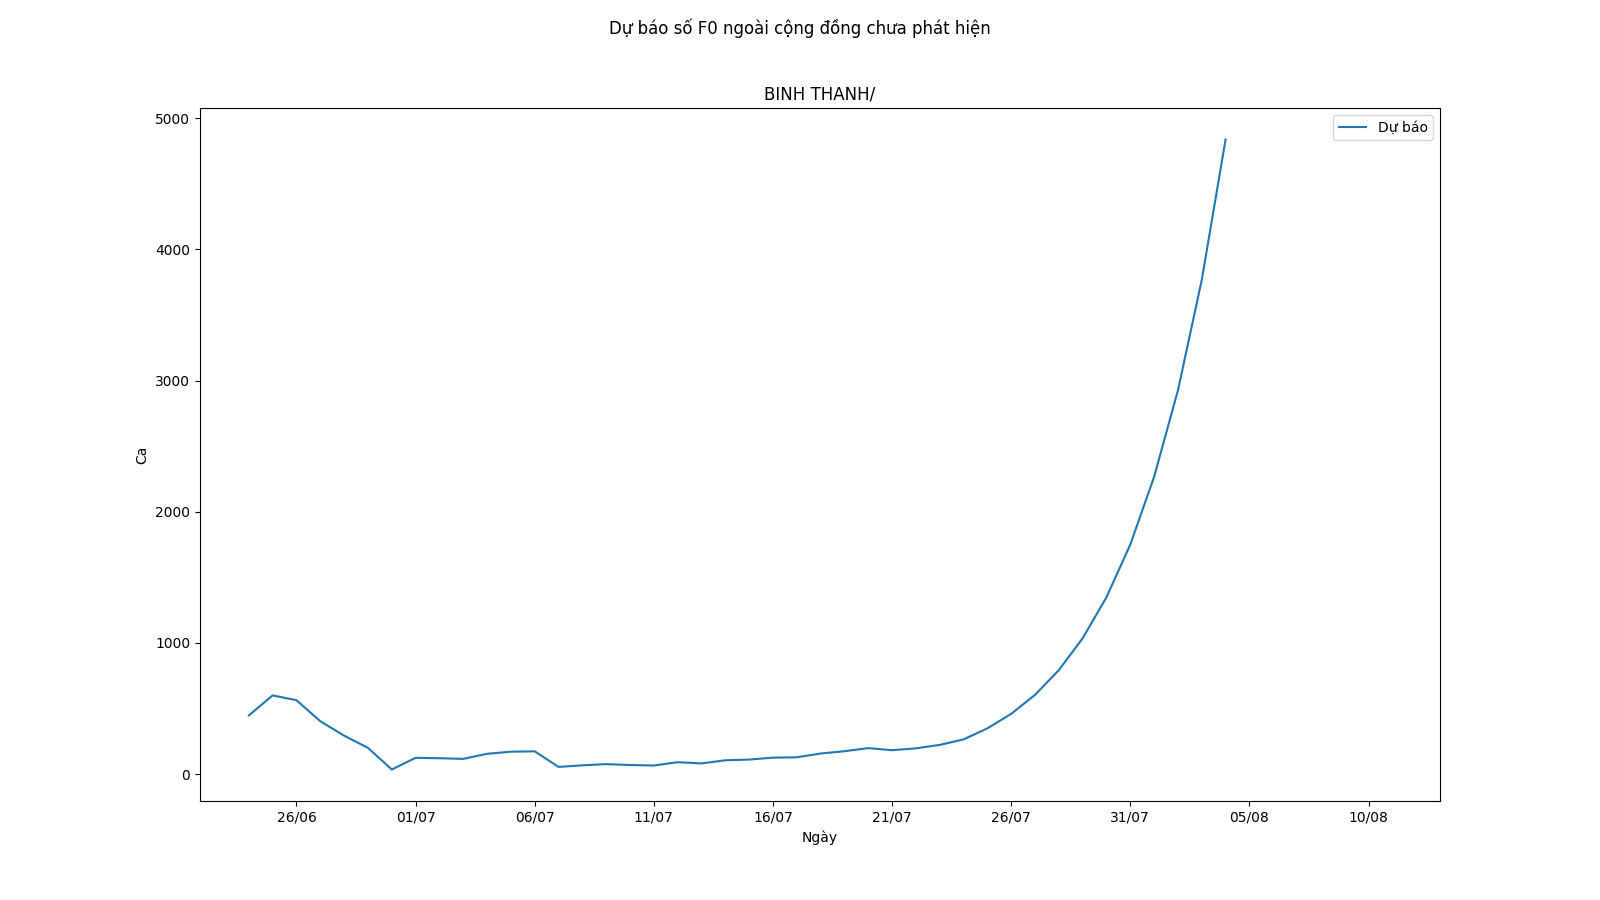 Dự báo số F0 ngoài cộng đồng chưa phát hiện
BINH THANH/
Dự báo
5000
4000
3000
2000
1000
0
Ca
26/06 01/07 06/07 11/07 16/07 21/07 26/07 31/07 05/08 10/08
Ngày